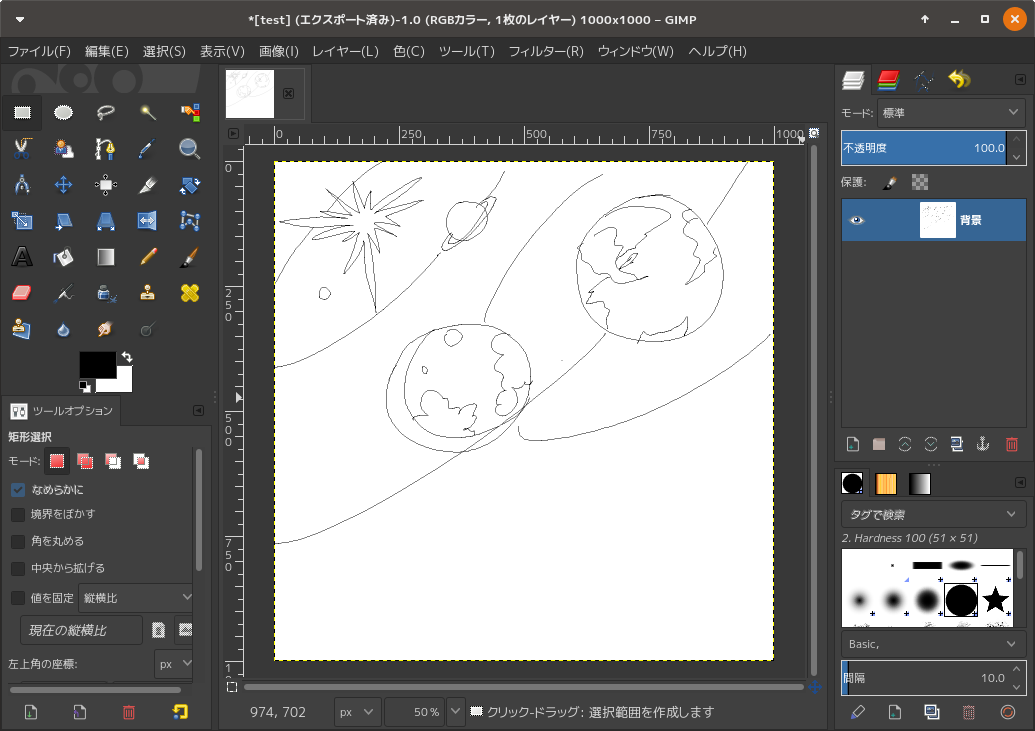 *[test] (エクスポート済み)-1.0 (RGBカラー, 1枚のレイヤー) 1000x1000 – GIMP
ファイル(F) 編集(E) 選択(S) 表示(V) 画像(I) レイヤー(L) 色(C) ツール(T) フィルター(R) ウィンドウ(W) ヘルプ(H)
0 250 500 750 1000
0
250
500
750
1
ツールオプション
矩形選択
モード:
なめらかに
境界をぼかす
角を丸める
中央から拡げる
値を固定 縦横比
現在の縦横比
左上角の座標: px
974, 702 px 50 % クリック-ドラッグ: 選択範囲を作成します
モード: 標準
不透明度 100.0
保護:
背景
タグで検索
2. Hardness 100 (51 × 51)
Basic,
間隔 10.0